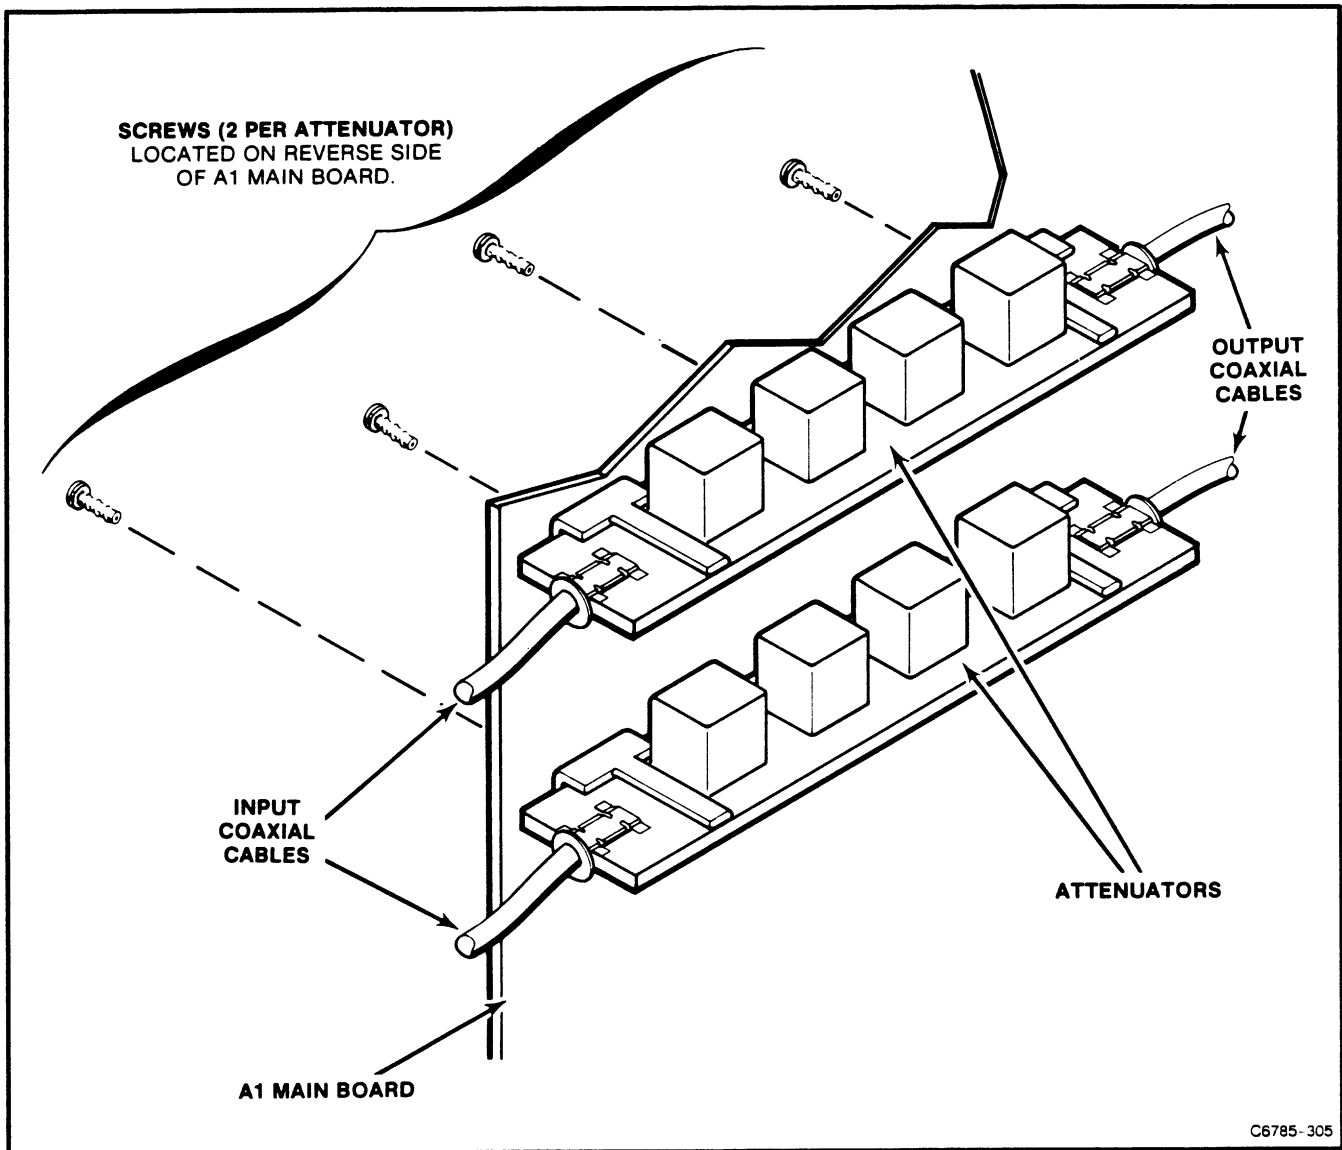 SCREWS (2 PER ATTENUATOR)
LOCATED ON REVERSE SIDE
OF A1 MAIN BOARD.
OUTPUT
COAXIAL
CABLES
INPUT
COAXIAL
CABLES
ATTENUATORS
A1 MAIN BOARD
C6785-305